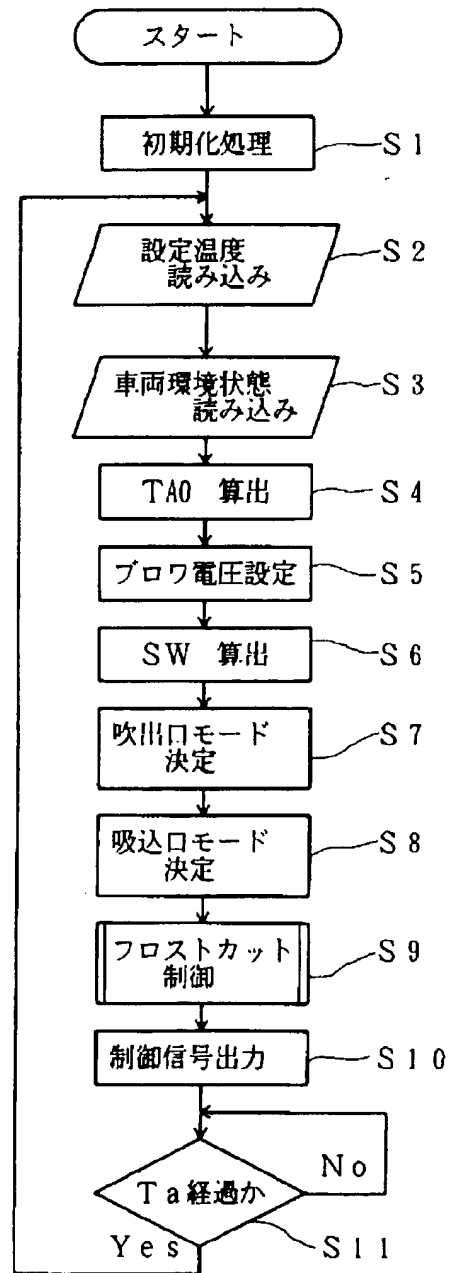 スタート
初期化処理
S1
設定温度
読み込み
S2
車両環境状態
読み込み
S3
TAO 算出
S4
ブロワ電圧設定
S5
SW 算出
S6
吹出口モード
決定
S7
吸込口モード
決定
S8
フロストカット
制御
S9
制御信号出力
S10
Ta経過か
No
Yes
S11